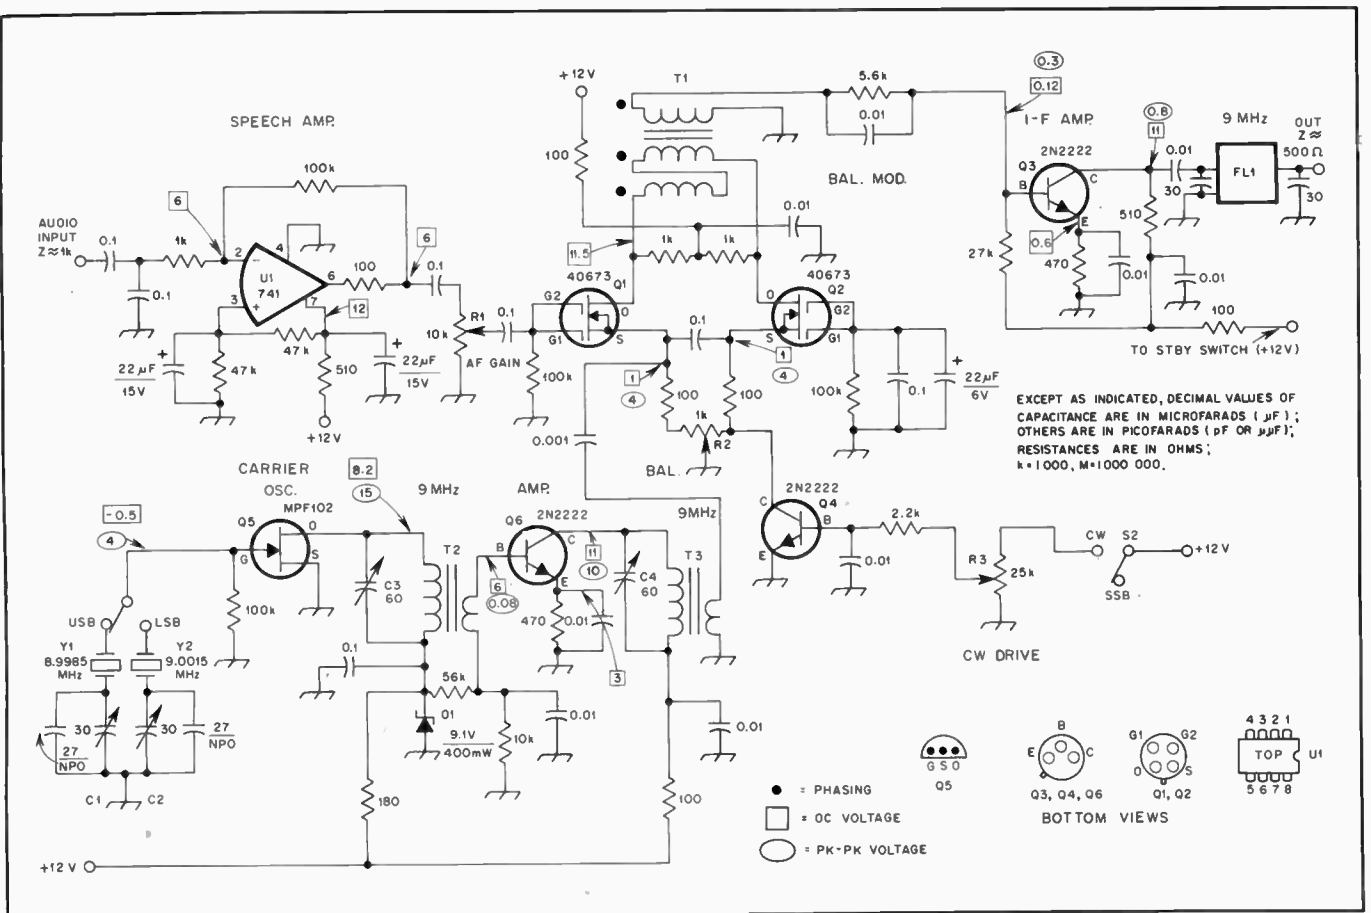 SPEECH AMP.
100k
6
AUDIO
INPUT
Z≈1k
0.1
1k
2
−
4
U1
741
3
+
6
7
100
6
0.1
0.1
12
47k
+
22µF
15V
47k
510
+
22µF
15V
+12V
R1
10k
AF GAIN
0.1
+12V
T1
100
5.6k
0.01
BAL. MOD.
0.01
11.5
1k
1k
40673
Q1
G2
G1
D
S
100k
0.1
40673
Q2
D
G2
S
G1
1
4
1
4
100
100
1k
R2
BAL.
100k
0.1
+
22µF
6V
0.001
0.3
0.12
I-F AMP.
2N2222
Q3
B
C
E
0.8
11
0.01
30
9 MHz
FL1
OUT
Z≈
500Ω
30
27k
0.6
470
0.01
510
0.01
100
TO STBY SWITCH (+12V)
EXCEPT AS INDICATED, DECIMAL VALUES OF
CAPACITANCE ARE IN MICROFARADS (µF);
OTHERS ARE IN PICOFARADS (pF OR µµF);
RESISTANCES ARE IN OHMS;
k=1000, M=1000 000.
CARRIER
OSC.
MPF102
Q5
D
S
G
8.2
15
9 MHz
-0.5
4
100k
USB
LSB
Y1
8.9985
MHz
Y2
9.0015
MHz
30
30
27
NPO
27
NPO
C1
C2
C3
60
T2
0.1
56k
D1
9.1V
400mW
10k
0.01
180
+12V
AMP.
2N2222
Q6
B
C
E
6
0.08
11
10
470
0.01
3
C4
60
9MHz
T3
0.01
100
2N2222
Q4
C
B
E
0.01
2.2k
R3
25k
CW DRIVE
CW
S2
SSB
+12V
= PHASING
= DC VOLTAGE
= PK-PK VOLTAGE
G S D
Q5
B
E
C
Q3, Q4, Q6
G1
G2
D
S
Q1, Q2
BOTTOM VIEWS
4 3 2 1
TOP
U1
5 6 7 8